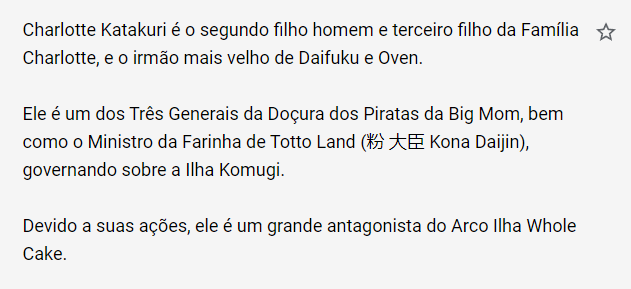 Charlotte Katakuri é o segundo filho homem e terceiro filho da Família
Charlotte, e o irmão mais velho de Daifuku e Oven.
Ele é um dos Três Generais da Doçura dos Piratas da Big Mom, bem
como o Ministro da Farinha de Totto Land (粉 大臣 Kona Daijin),
governando sobre a Ilha Komugi.
Devido a suas ações, ele é um grande antagonista do Arco Ilha Whole
Cake.